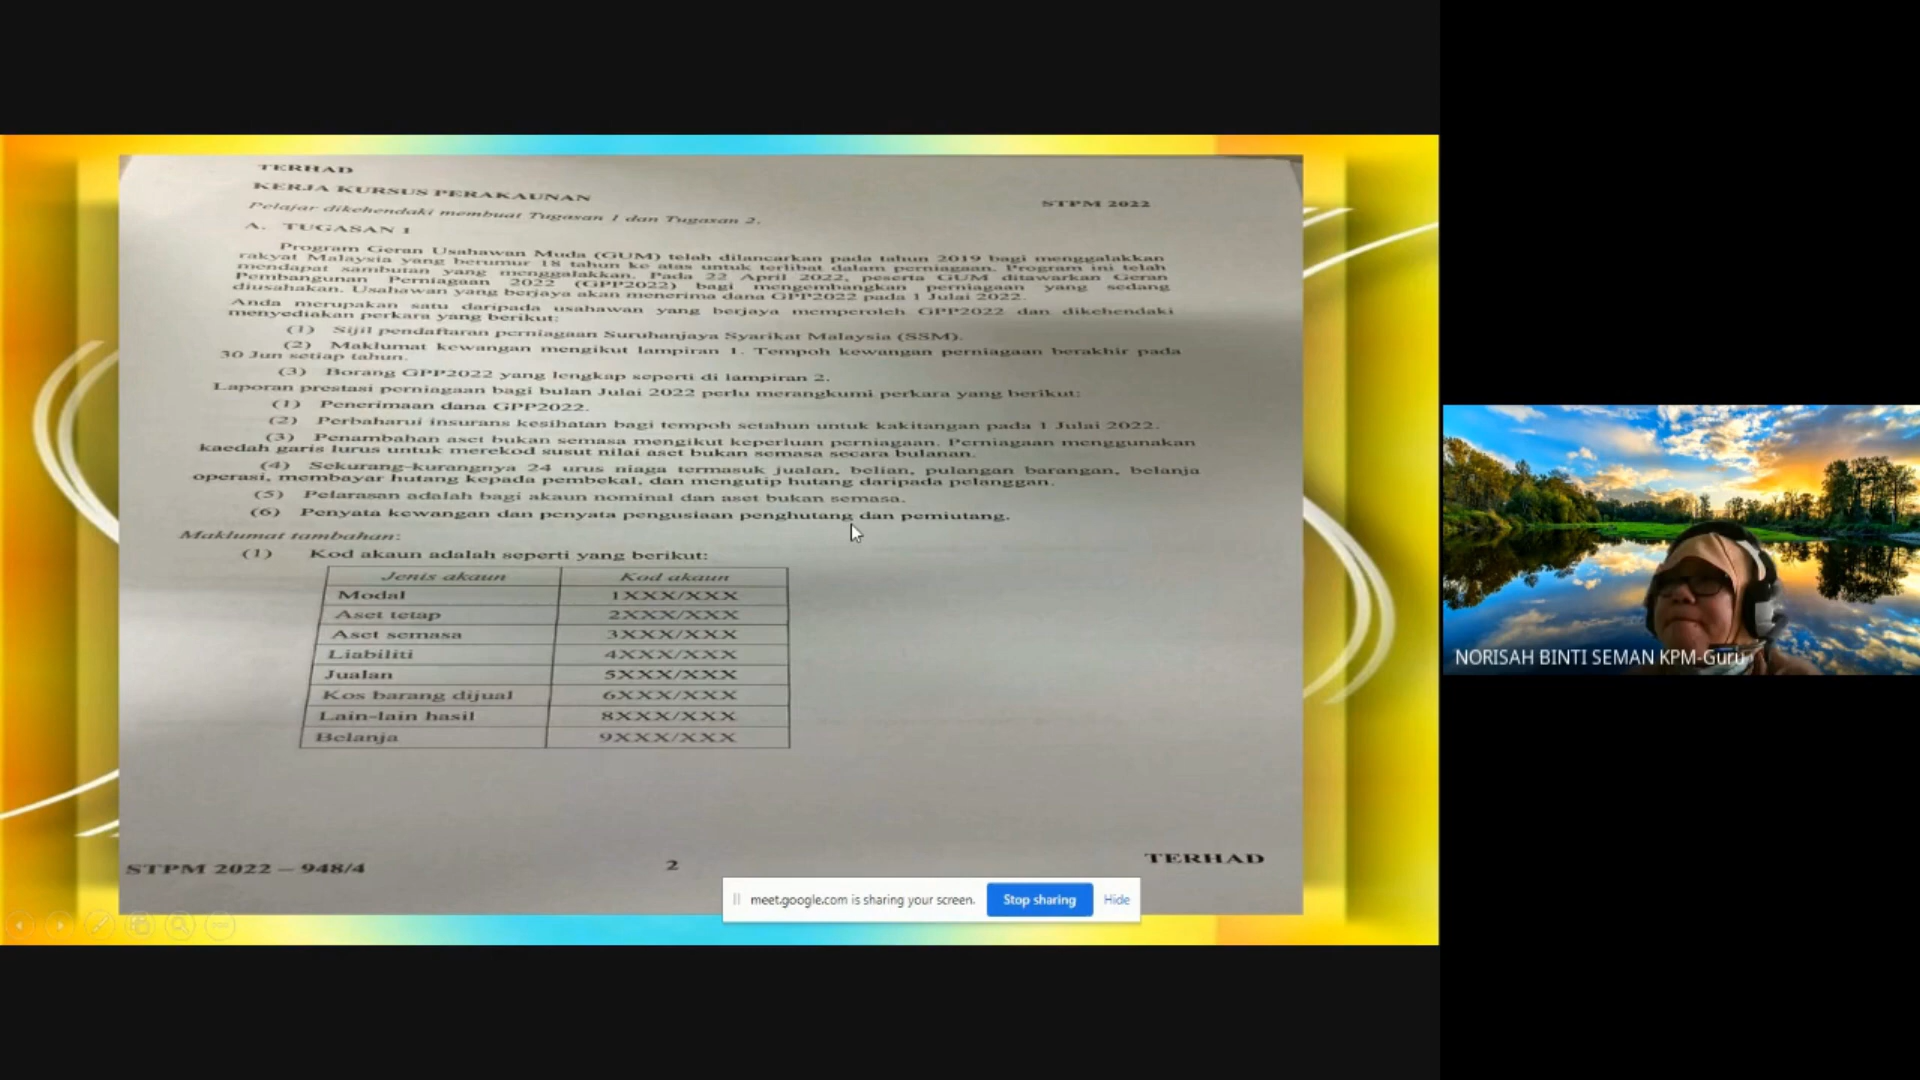 TERHAD
KERJA KURSUS PERAKAUNAN
STPM 2022
Pelajar dikehendaki membuat Tugasan 1 dan Tugasan 2.
A. TUGASAN 1
Program Geran Usahawan Muda (GUM) telah dilancarkan pada tahun 2019 bagi menggalakkan
rakyat Malaysia yang berumur 18 tahun ke atas untuk terlibat dalam perniagaan. Program ini telah
mendapat sambutan yang menggalakkan. Pada 22 April 2022, peserta GUM ditawarkan Geran
Pembangunan Perniagaan 2022 (GPP2022) bagi mengembangkan perniagaan yang sedang
diusahakan. Usahawan yang berjaya akan menerima dana GPP2022 pada 1 Julai 2022.
Anda merupakan satu daripada usahawan yang berjaya memperoleh GPP2022 dan dikehendaki
menyediakan perkara yang berikut:
(1) Sijil pendaftaran perniagaan Suruhanjaya Syarikat Malaysia (SSM).
(2) Maklumat kewangan mengikut lampiran 1. Tempoh kewangan perniagaan berakhir pada
30 Jun setiap tahun.
(3) Borang GPP2022 yang lengkap seperti di lampiran 2.
Laporan prestasi perniagaan bagi bulan Julai 2022 perlu merangkumi perkara yang berikut:
(1) Penerimaan dana GPP2022.
(2) Perbaharui insurans kesihatan bagi tempoh setahun untuk kakitangan pada 1 Julai 2022.
(3) Penambahan aset bukan semasa mengikut keperluan perniagaan. Perniagaan menggunakan
kaedah garis lurus untuk merekod susut nilai aset bukan semasa secara bulanan.
(4) Sekurang-kurangnya 24 urus niaga termasuk jualan, belian, pulangan barangan, belanja
operasi, membayar hutang kepada pembekal, dan mengutip hutang daripada pelanggan.
(5) Pelarasan adalah bagi akaun nominal dan aset bukan semasa.
(6) Penyata kewangan dan penyata pengusiaan penghutang dan pemiutang.
Maklumat tambahan:
(1) Kod akaun adalah seperti yang berikut:
Jenis akaun Kod akaun
Modal 1XXX/XXX
Aset tetap 2XXX/XXX
Aset semasa 3XXX/XXX
Liabiliti 4XXX/XXX
Jualan 5XXX/XXX
Kos barang dijual 6XXX/XXX
Lain-lain hasil 8XXX/XXX
Belanja 9XXX/XXX
STPM 2022 – 948/4
2
TERHAD
meet.google.com is sharing your screen.
Stop sharing
Hide
NORISAH BINTI SEMAN KPM-Guru